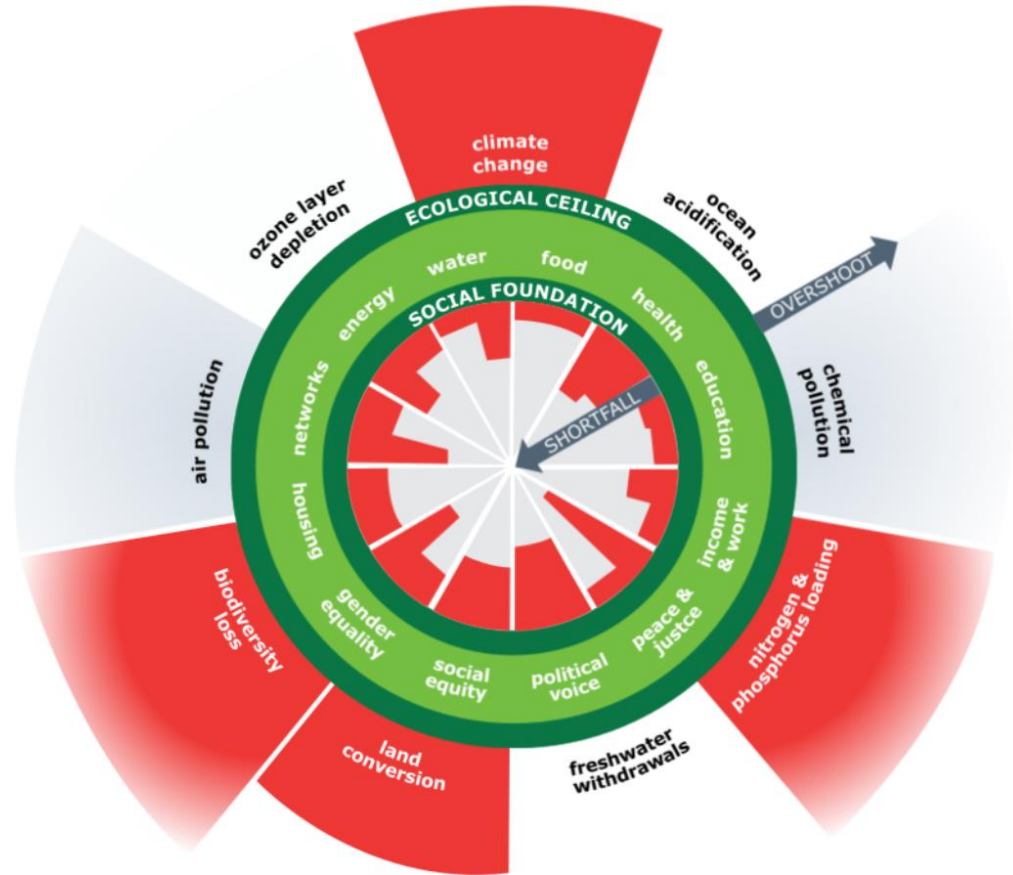 climate
change
ECOLOGICAL CEILING
ozone layer
depletion
ocean
acidification
OVERSHOOT
water
food
energy
health
SOCIAL FOUNDATION
networks
education
SHORTFALL
air pollution
chemical
pollution
housing
income
& work
gender
equality
peace &
justce
social
equity
political
voice
biodiversity
loss
nitrogen &
phosphorus loading
land
conversion
freshwater
withdrawals